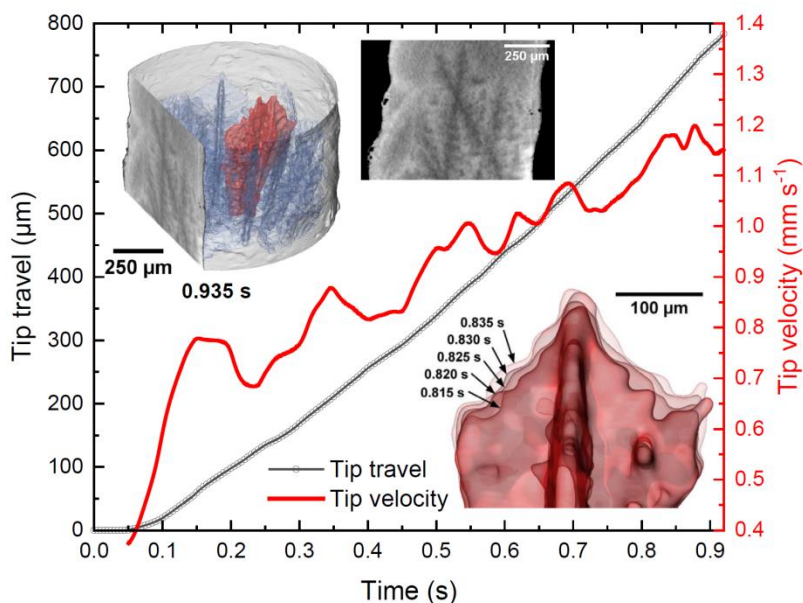 800
700
600
500
400
300
200
100
0
Tip travel (µm)
0.0 0.1 0.2 0.3 0.4 0.5 0.6 0.7 0.8 0.9
Time (s)
1.4
1.3
1.2
1.1
1.0
0.9
0.8
0.7
0.6
0.5
0.4
Tip velocity (mm s⁻¹)
250 µm
0.935 s
250 µm
100 µm
0.835 s
0.830 s
0.825 s
0.820 s
0.815 s
Tip travel
Tip velocity